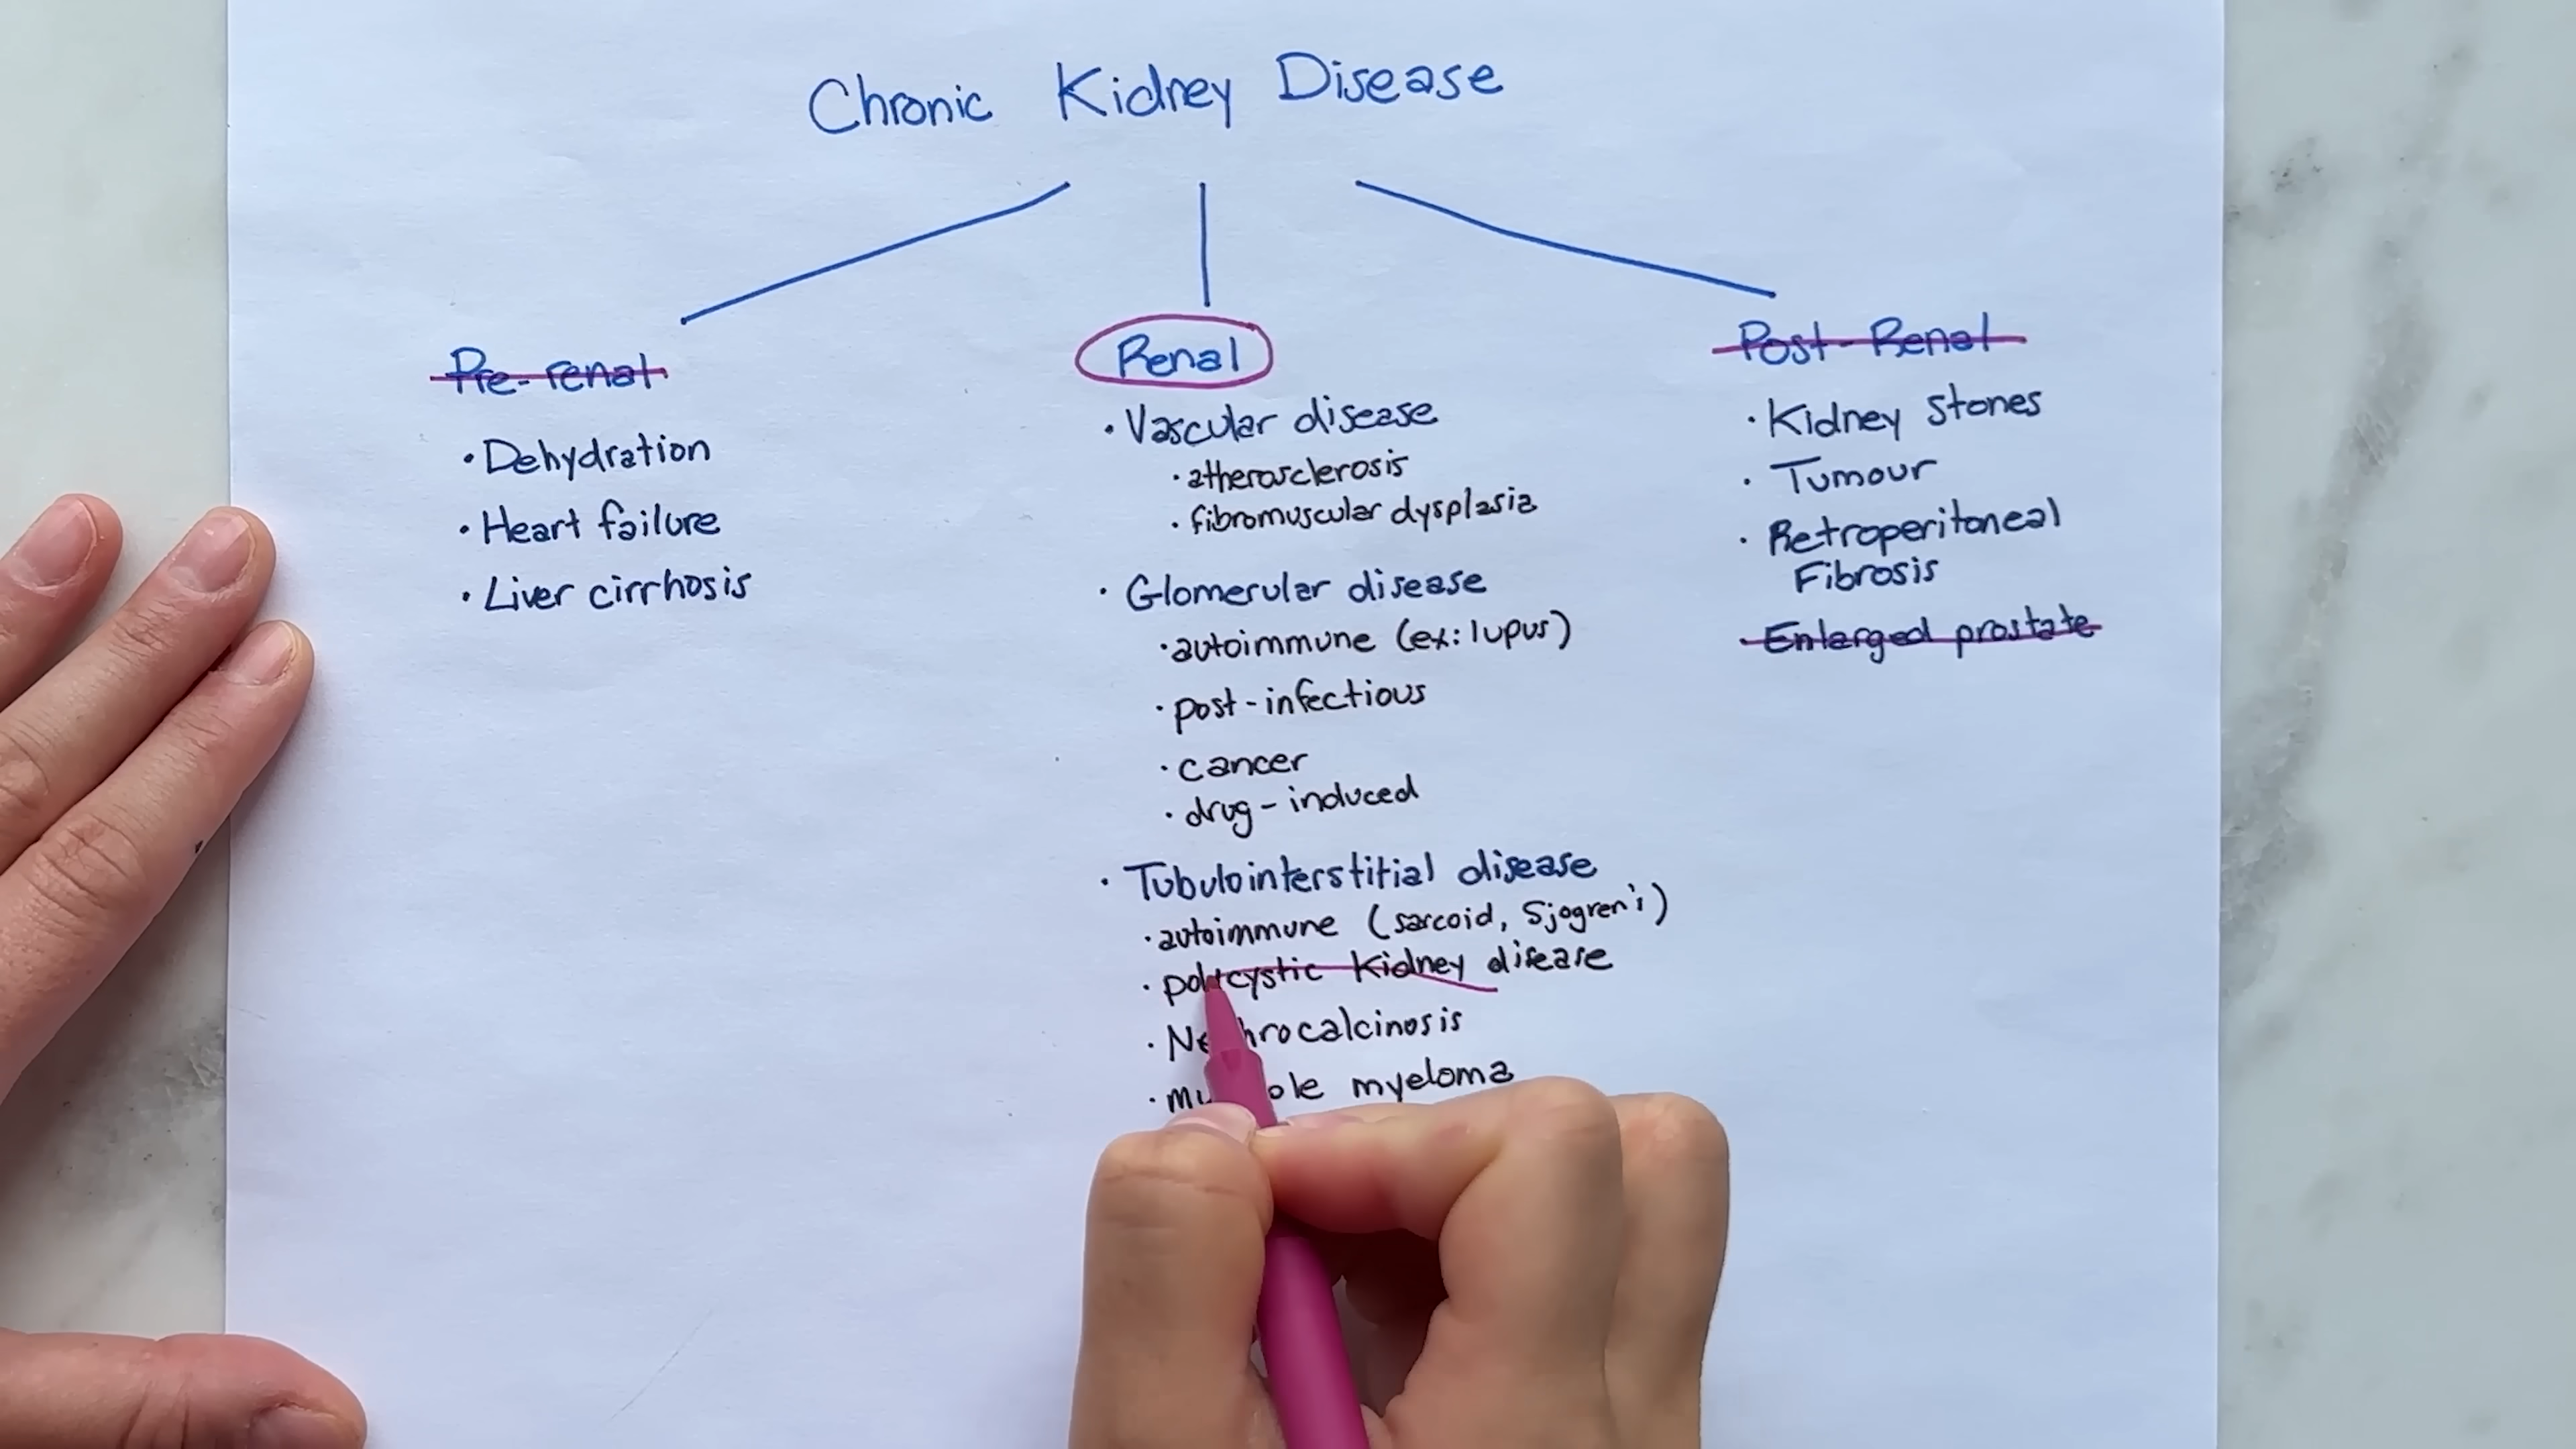 Chronic Kidney Disease
Pre-renal
• Dehydration
• Heart failure
• Liver cirrhosis
Renal
• Vascular disease
• atherosclerosis
• fibromuscular dysplasia
• Glomerular disease
• autoimmune (ex: lupus)
• post-infectious
• cancer
• drug-induced
• Tubulointerstitial disease
• autoimmune (sarcoid, Sjogren's)
• polycystic Kidney disease
• Nephrocalcinosis
• myeloma
Post-Renal
• Kidney stones
• Tumour
• Retroperitoneal
Fibrosis
• Enlarged prostate